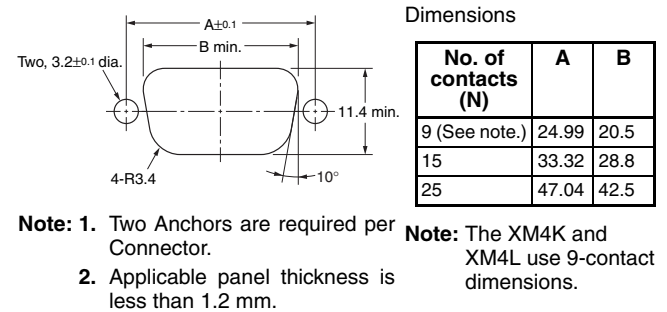 A±0.1
B min.
Two, 3.2±0.1 dia.
11.4 min.
4-R3.4
10°
Note: 1. Two Anchors are required per
Connector.
2. Applicable panel thickness is
less than 1.2 mm.
Dimensions
No. of contacts (N) A B
9 (See note.) 24.99 20.5
15 33.32 28.8
25 47.04 42.5
Note: The XM4K and
XM4L use 9-contact
dimensions.